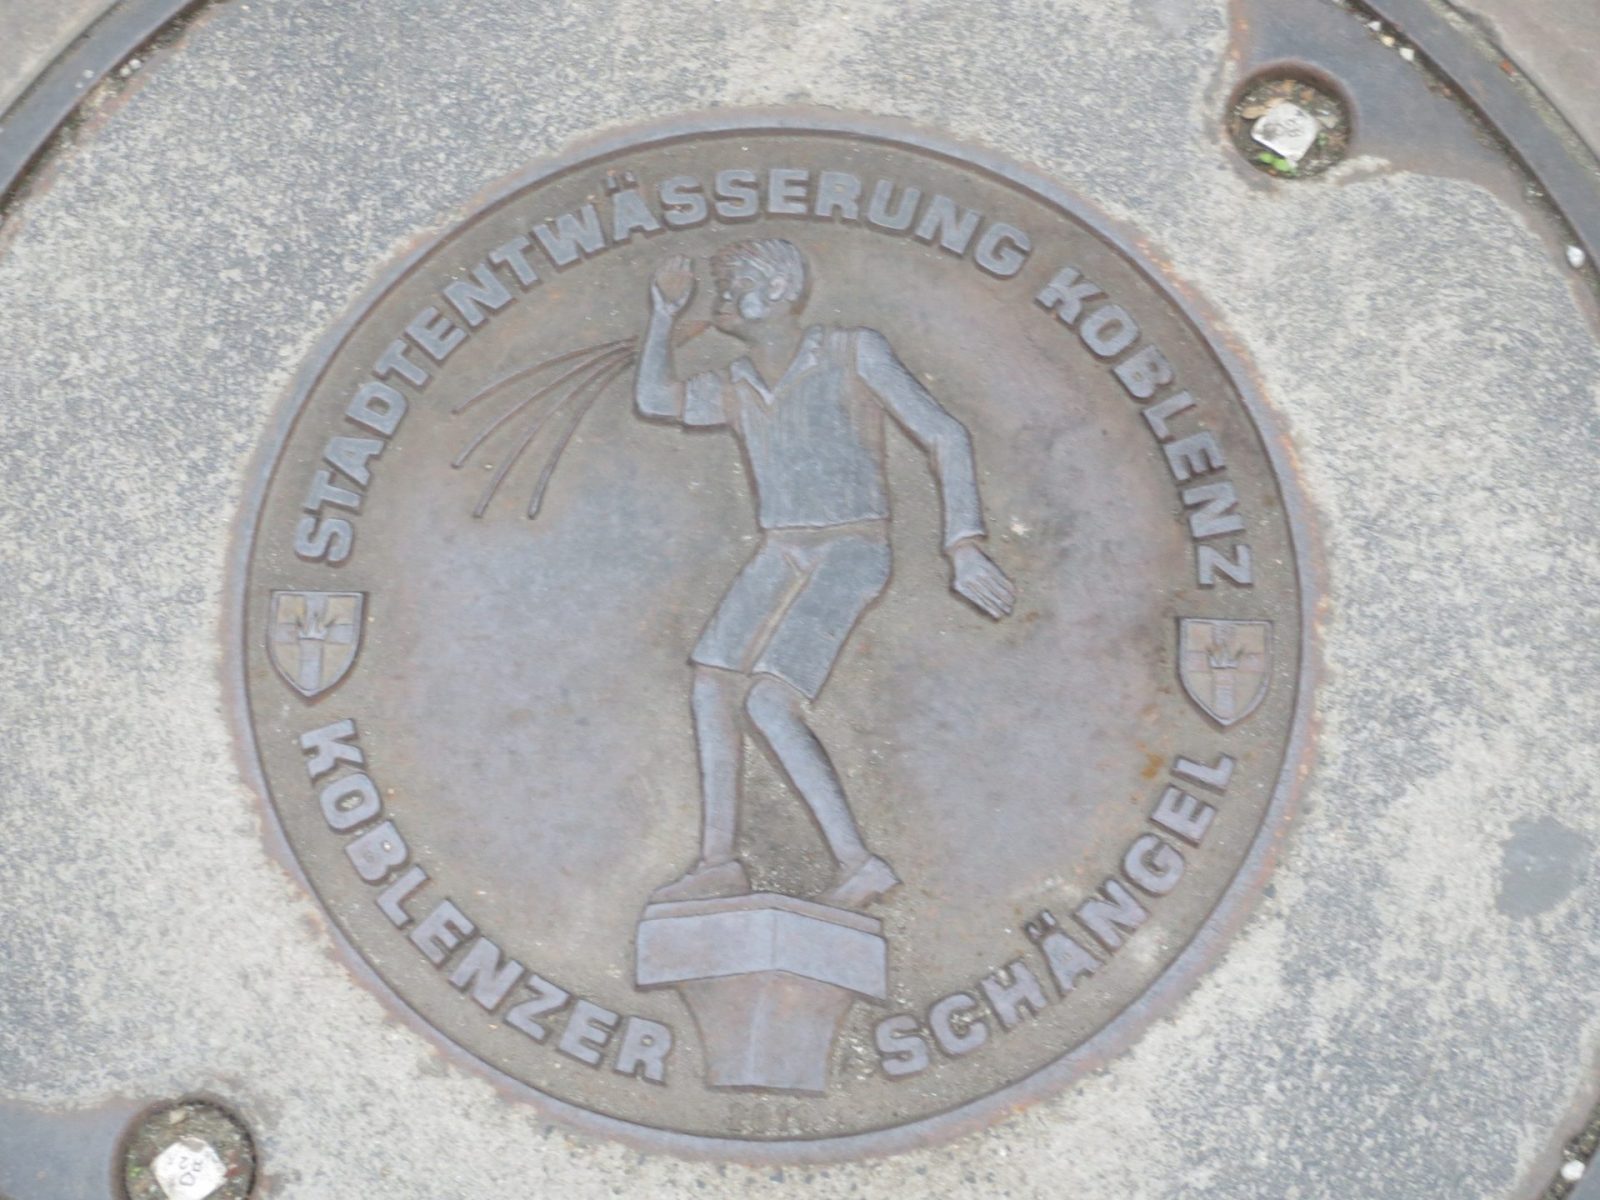 STADTENTWÄSSERUNG KOBLENZ
KOBLENZER SCHÄNGEL